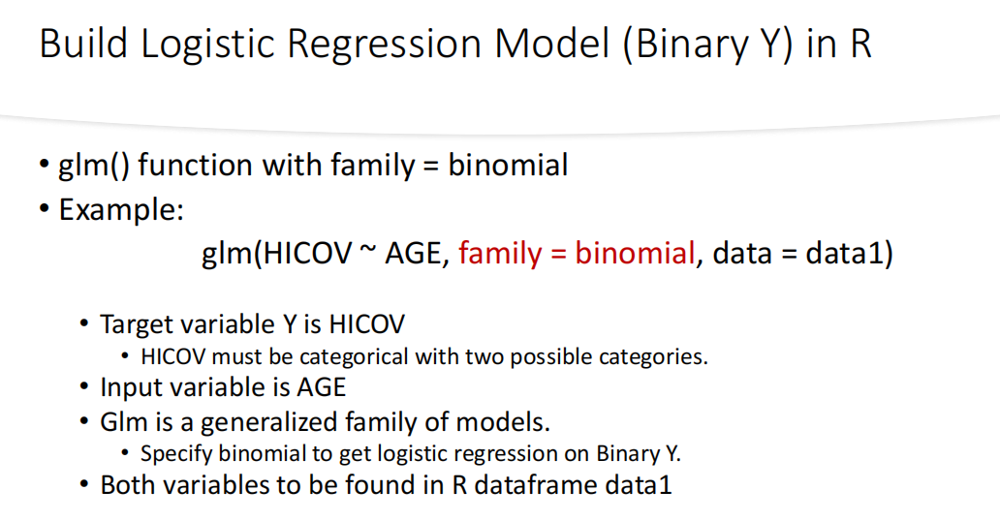 Build Logistic Regression Model (Binary Y) in R
• glm() function with family = binomial
• Example:
glm(HICOV ~ AGE, family = binomial, data = data1)
• Target variable Y is HICOV
• HICOV must be categorical with two possible categories.
• Input variable is AGE
• Glm is a generalized family of models.
• Specify binomial to get logistic regression on Binary Y.
• Both variables to be found in R dataframe data1